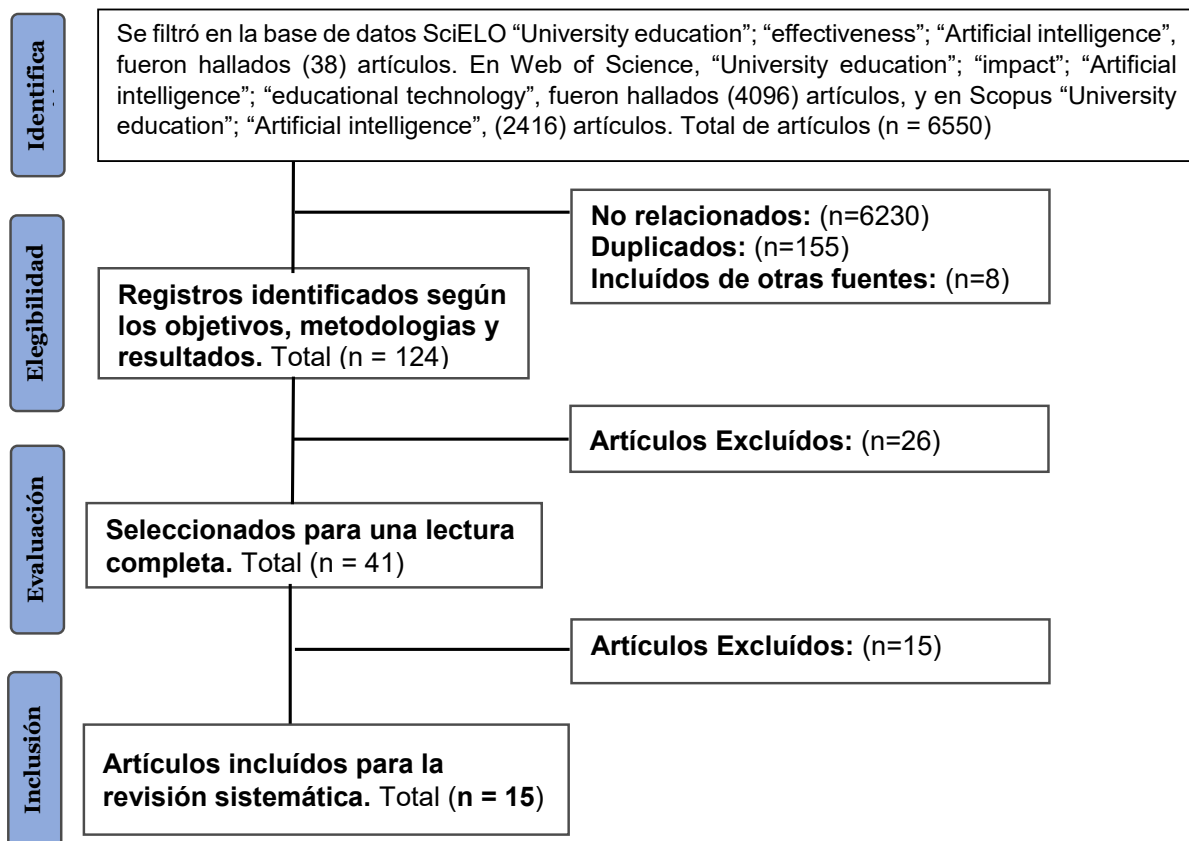 Identifica
Se filtró en la base de datos SciELO “University education”; “effectiveness”; “Artificial intelligence”,
fueron hallados (38) artículos. En Web of Science, “University education”; “impact”; “Artificial
intelligence”; “educational technology”, fueron hallados (4096) artículos, y en Scopus “University
education”; “Artificial intelligence”, (2416) artículos. Total de artículos (n = 6550)
No relacionados: (n=6230)
Duplicados: (n=155)
Incluídos de otras fuentes: (n=8)
Elegibilidad
Registros identificados según
los objetivos, metodologias y
resultados. Total (n = 124)
Artículos Excluídos: (n=26)
Evaluación
Seleccionados para una lectura
completa. Total (n = 41)
Artículos Excluídos: (n=15)
Inclusión
Artículos incluídos para la
revisión sistemática. Total (n = 15)